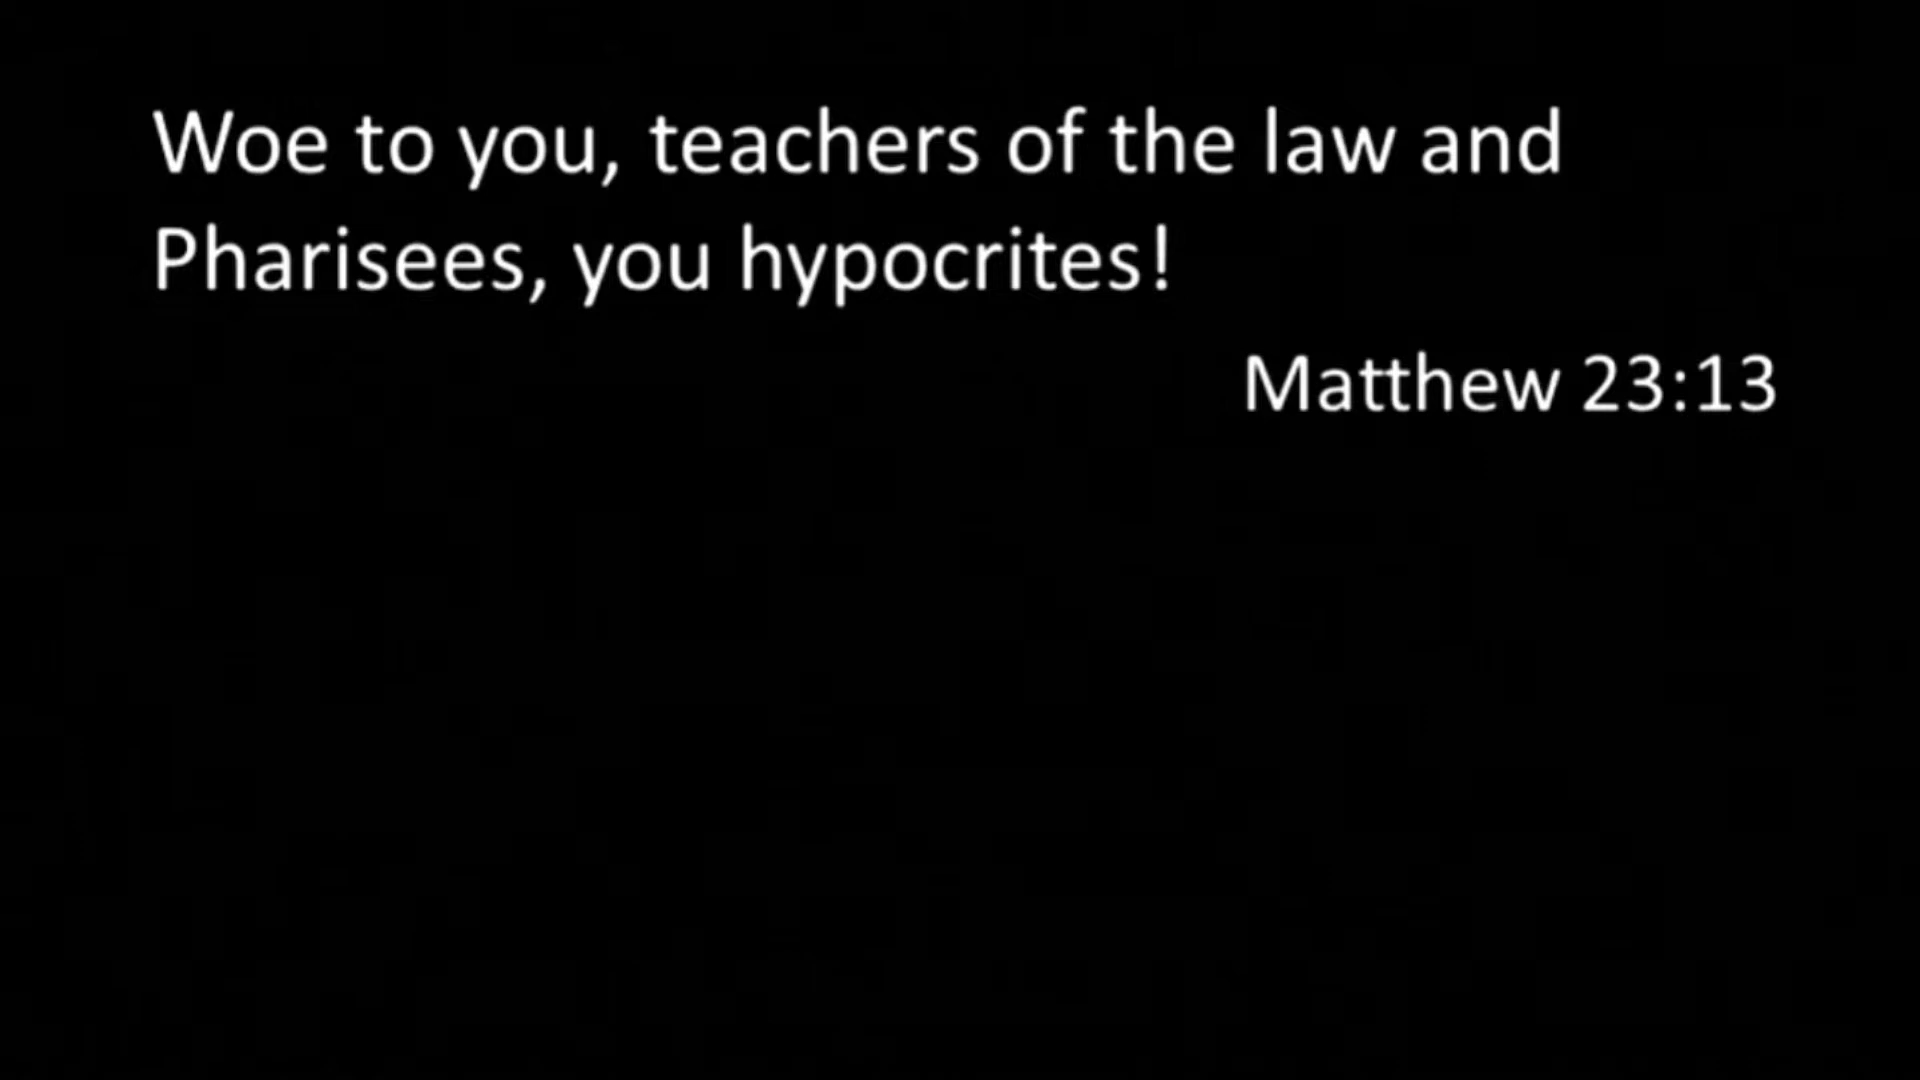 Woe to you, teachers of the law and
Pharisees, you hypocrites!
Matthew 23:13